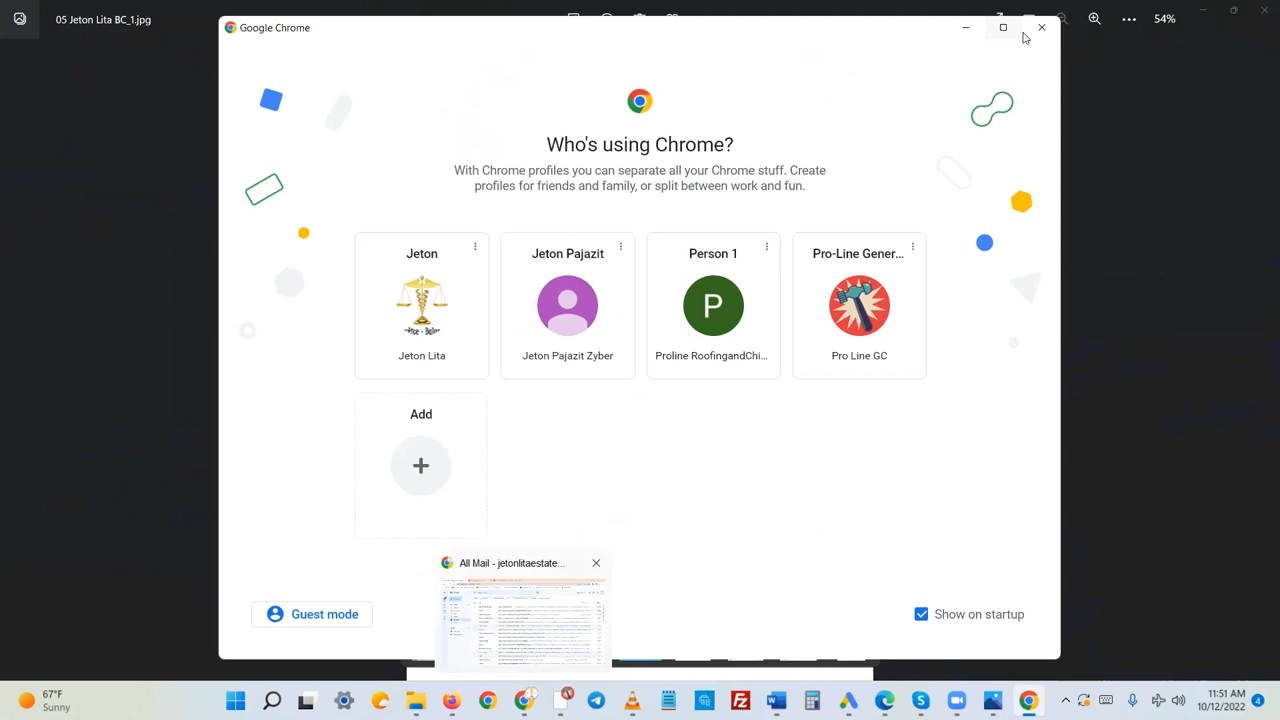 05 Jeton Lita BC_1.jpg
54%
Google Chrome
Who's using Chrome?
With Chrome profiles you can separate all your Chrome stuff. Create
profiles for friends and family, or split between work and fun.
Jeton
Jeton Lita
Jeton Pajazit
Jeton Pajazit Zyber
Person 1
P
Proline RoofingandChi...
Pro-Line Gener...
Pro Line GC
Add
All Mail - jetonlitaestate...
Guest mode
Show on startup
67°F
Sunny
11:51 AM
10/12/2022
4